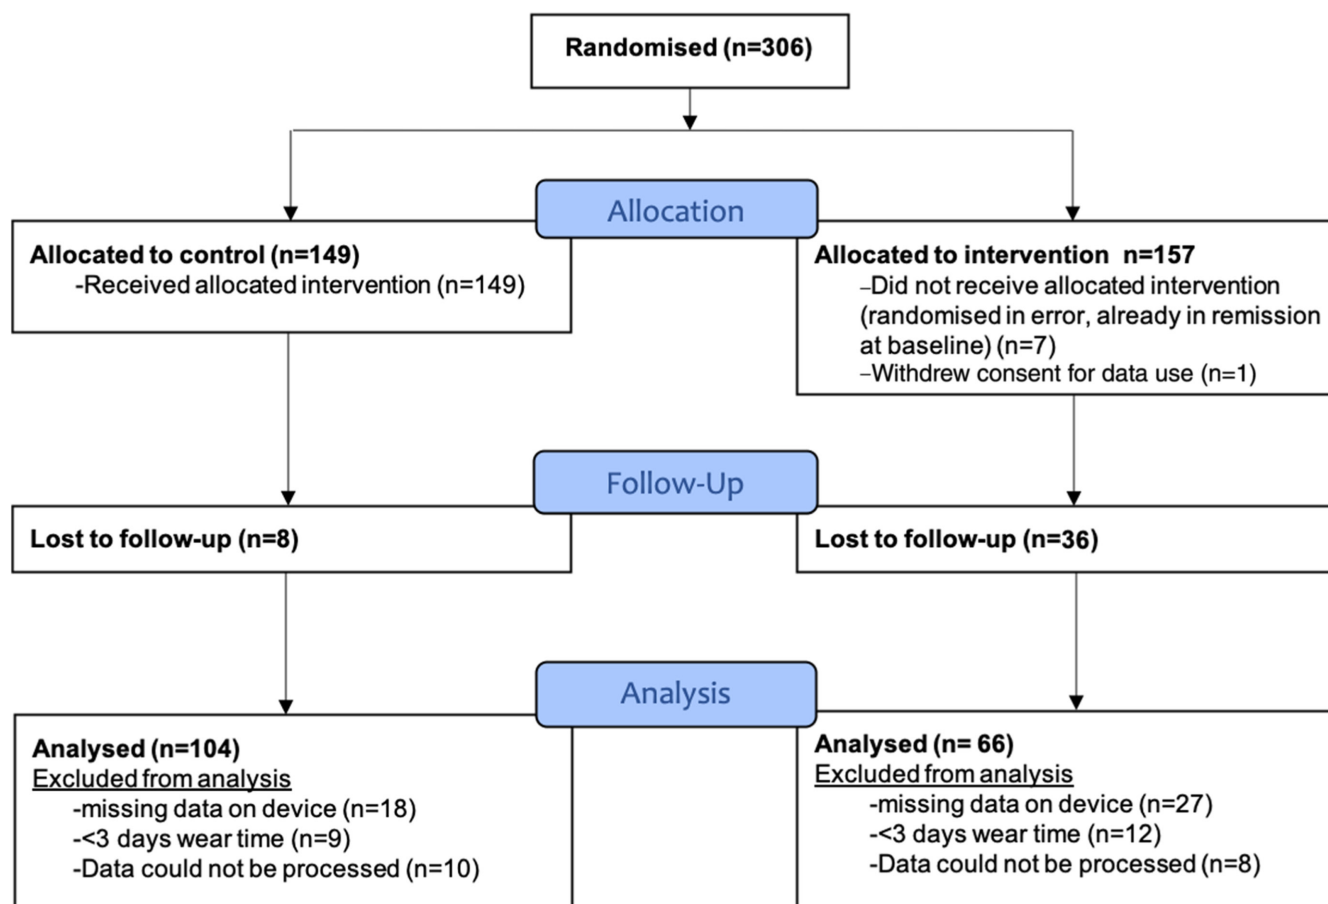 Randomised (n=306)
Allocation
Allocated to control (n=149)
-Received allocated intervention (n=149)
Allocated to intervention  n=157
–Did not receive allocated intervention
(randomised in error, already in remission
at baseline) (n=7)
–Withdrew consent for data use (n=1)
Follow-Up
Lost to follow-up (n=8)
Lost to follow-up (n=36)
Analysis
Analysed (n=104)
Excluded from analysis
-missing data on device (n=18)
-<3 days wear time (n=9)
-Data could not be processed (n=10)
Analysed (n= 66)
Excluded from analysis
-missing data on device (n=27)
-<3 days wear time (n=12)
-Data could not be processed (n=8)